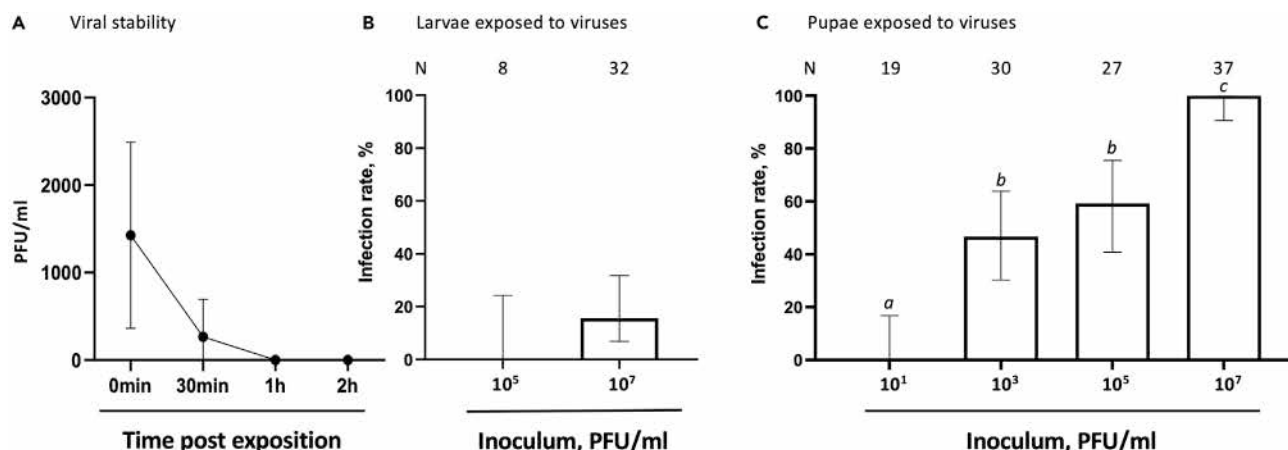 A Viral stability
PFU/ml
3000
2000
1000
0
0min 30min 1h 2h
Time post exposition
B Larvae exposed to viruses
N 8 32
Infection rate, %
100
80
60
40
20
0
10⁵ 10⁷
Inoculum, PFU/ml
C Pupae exposed to viruses
N 19 30 27 37
Infection rate, %
100
80
60
40
20
0
a b b c
10¹ 10³ 10⁵ 10⁷
Inoculum, PFU/ml